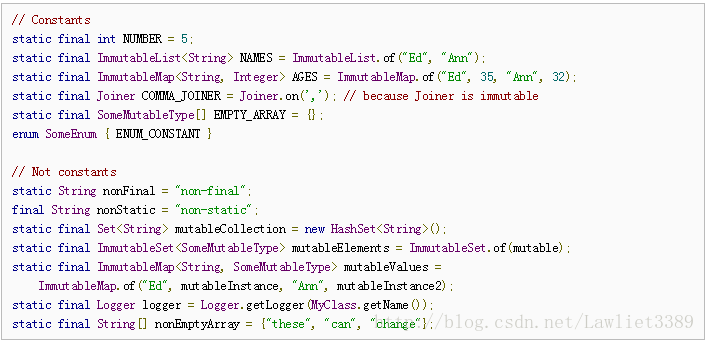 // Constants
static final int NUMBER = 5;
static final ImmutableList<String> NAMES = ImmutableList.of("Ed", "Ann");
static final ImmutableMap<String, Integer> AGES = ImmutableMap.of("Ed", 35, "Ann", 32);
static final Joiner COMMA_JOINER = Joiner.on(','); // because Joiner is immutable
static final SomeMutableType[] EMPTY_ARRAY = {};
enum SomeEnum { ENUM_CONSTANT }

// Not constants
static String nonFinal = "non-final";
final String nonStatic = "non-static";
static final Set<String> mutableCollection = new HashSet<String>();
static final ImmutableSet<SomeMutableType> mutableElements = ImmutableSet.of(mutable);
static final ImmutableMap<String, SomeMutableType> mutableValues =
    ImmutableMap.of("Ed", mutableInstance, "Ann", mutableInstance2);
static final Logger logger = Logger.getLogger(MyClass.getName());
static final String[] nonEmptyArray = {"these", "can", "change"};
http://blog.csdn.net/Lawliet3389